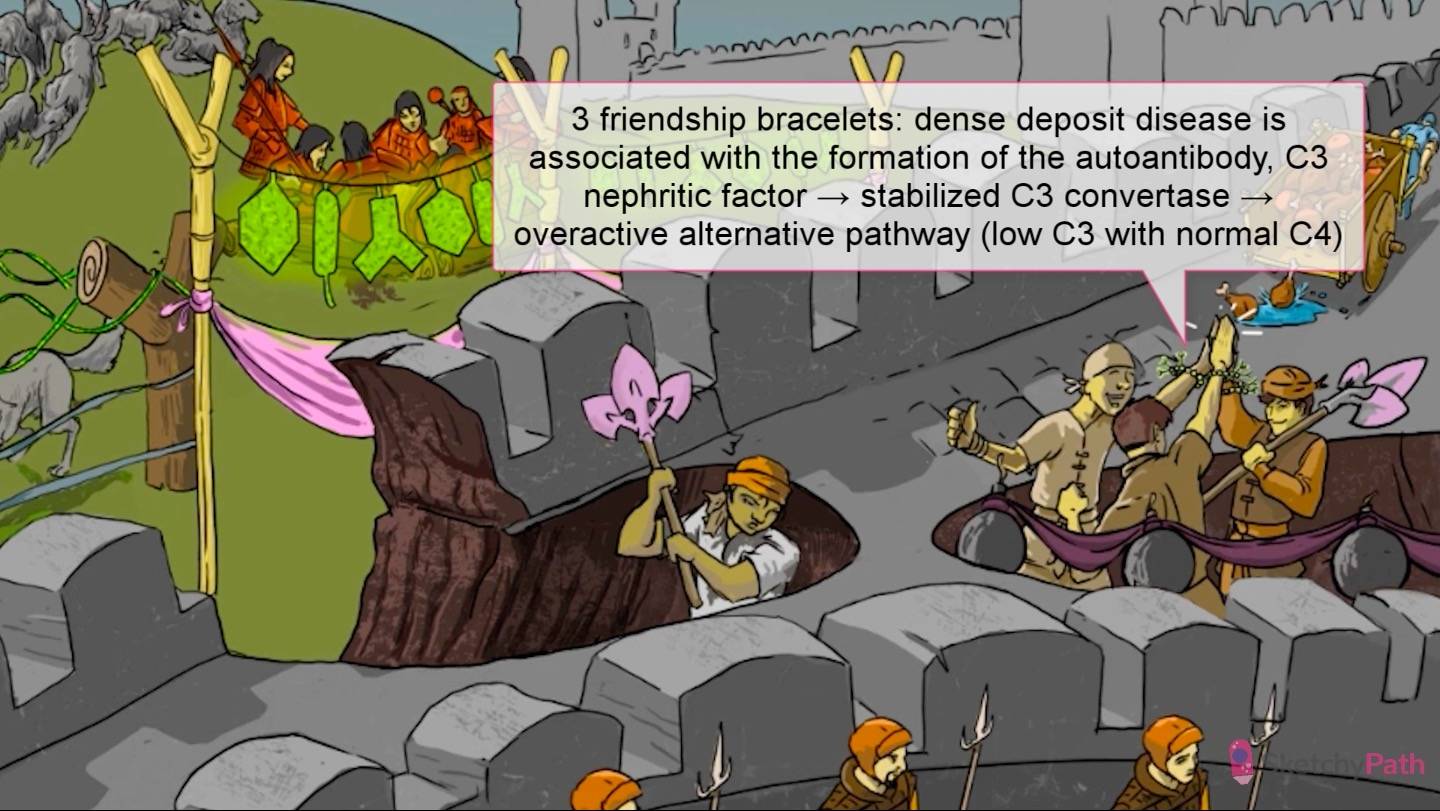 3 friendship bracelets: dense deposit disease is
associated with the formation of the autoantibody, C3
nephritic factor → stabilized C3 convertase →
overactive alternative pathway (low C3 with normal C4)
SketchyPath